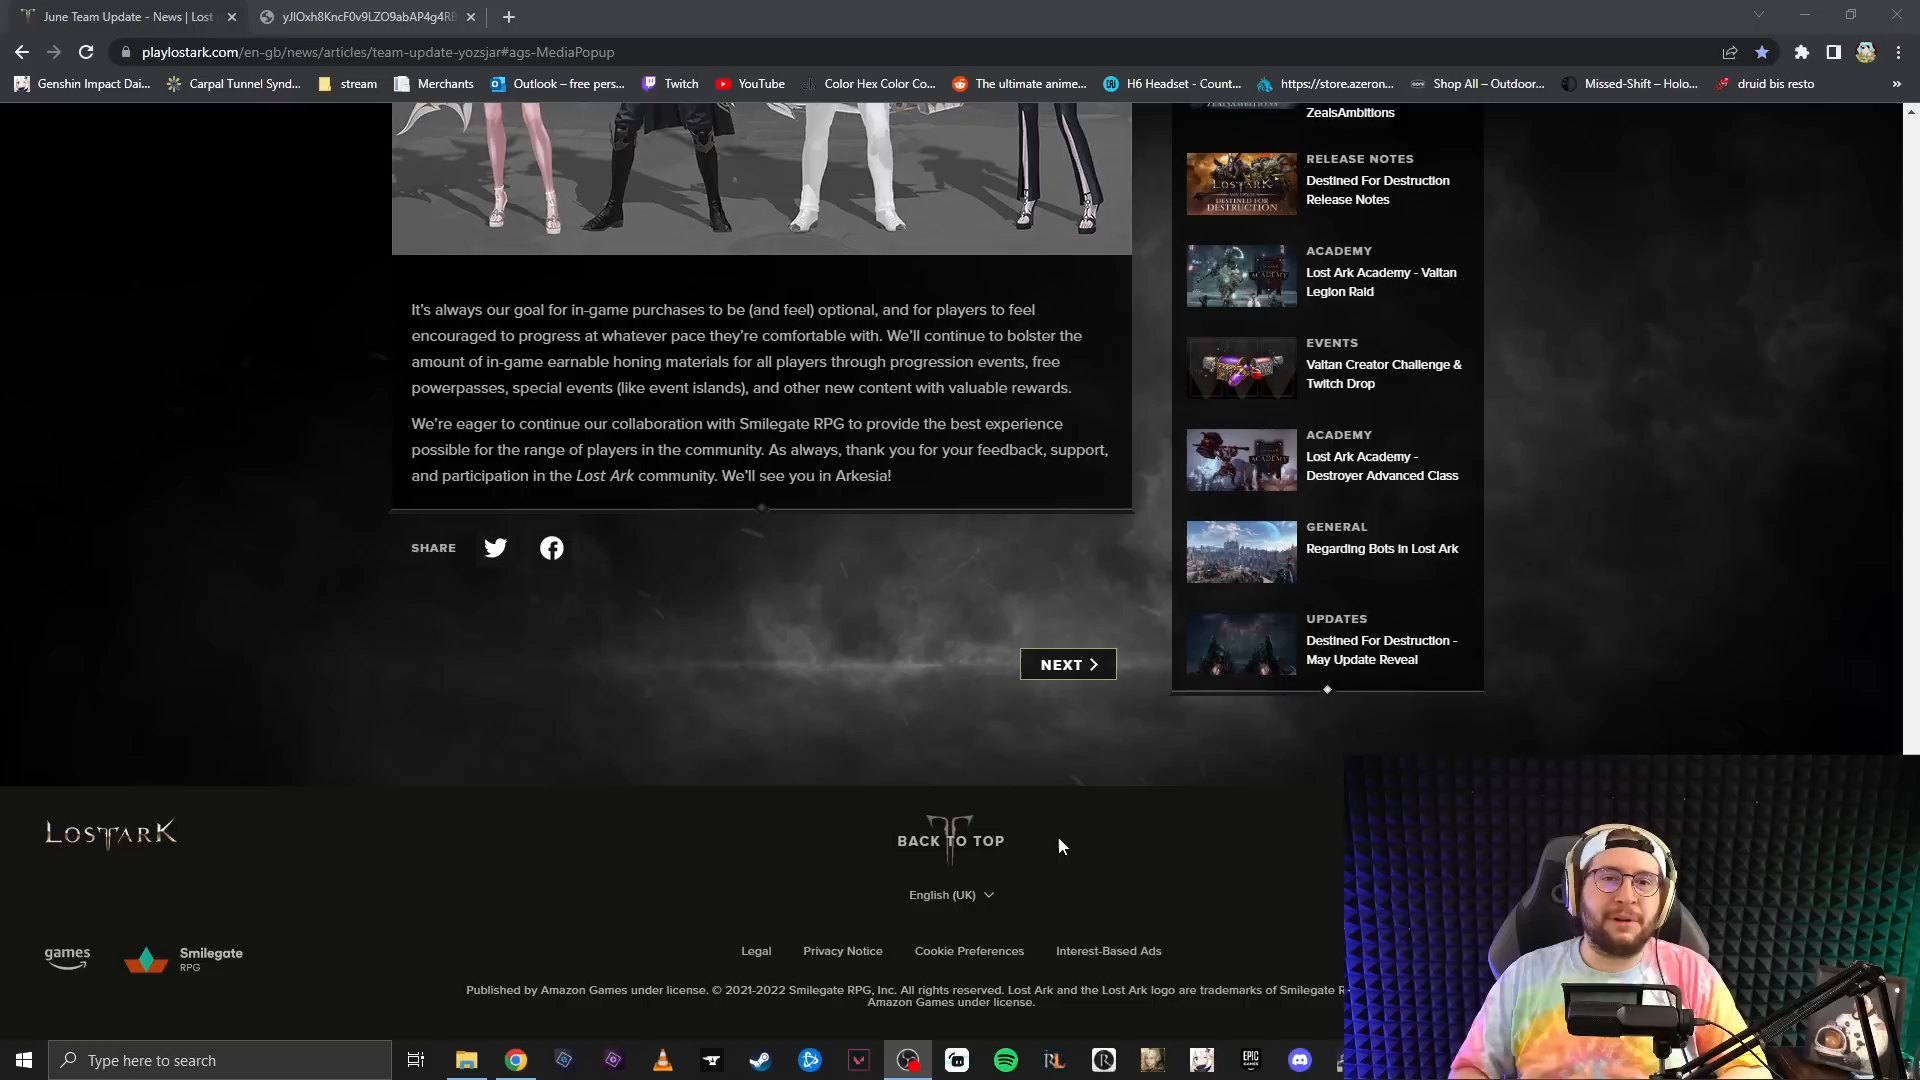 June Team Update - News | Lost
yJlOxh8KncF0v9LZO9abAP4g4RB
playlostark.com/en-gb/news/articles/team-update-yozsjar#ags-MediaPopup
Genshin Impact Dai...
Carpal Tunnel Synd...
stream
Merchants
Outlook – free pers...
Twitch
YouTube
Color Hex Color Co...
The ultimate anime...
H6 Headset - Count...
https://store.azeron...
Shop All – Outdoor...
Missed-Shift – Holo...
druid bis resto
ZealsAmbitions
RELEASE NOTES
Destined For Destruction
Release Notes
ACADEMY
Lost Ark Academy - Valtan
Legion Raid
EVENTS
Valtan Creator Challenge &
Twitch Drop
ACADEMY
Lost Ark Academy -
Destroyer Advanced Class
GENERAL
Regarding Bots in Lost Ark
UPDATES
Destined For Destruction -
May Update Reveal
It's always our goal for in-game purchases to be (and feel) optional, and for players to feel
encouraged to progress at whatever pace they're comfortable with. We'll continue to bolster the
amount of in-game earnable honing materials for all players through progression events, free
powerpasses, special events (like event islands), and other new content with valuable rewards.
We're eager to continue our collaboration with Smilegate RPG to provide the best experience
possible for the range of players in the community. As always, thank you for your feedback, support,
and participation in the Lost Ark community. We'll see you in Arkesia!
SHARE
NEXT
LOST ARK
BACK TO TOP
English (UK)
games
Smilegate
RPG
Legal
Privacy Notice
Cookie Preferences
Interest-Based Ads
Published by Amazon Games under license. © 2021-2022 Smilegate RPG, Inc. All rights reserved. Lost Ark and the Lost Ark logo are trademarks of Smilegate R
Amazon Games under license.
Type here to search